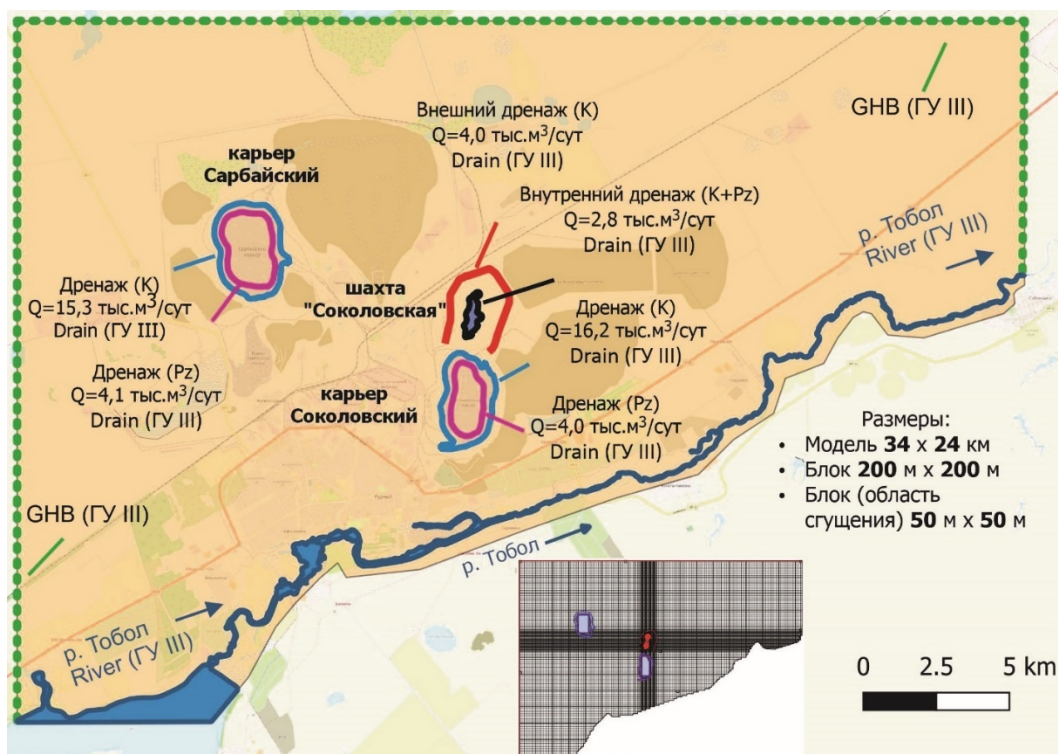 GHB (ГУ III)
Внешний дренаж (К)
Q=4,0 тыс.м³/сут
Drain (ГУ III)
карьер
Сарбайский
Внутренний дренаж (K+Pz)
Q=2,8 тыс.м³/сут
Drain (ГУ III)
р. Тобол
River (ГУ III)
Дренаж (К)
Q=15,3 тыс.м³/сут
Drain (ГУ III)
шахта
"Соколовская"
Дренаж (К)
Q=16,2 тыс.м³/сут
Drain (ГУ III)
Дренаж (Pz)
Q=4,1 тыс.м³/сут
Drain (ГУ III)
карьер
Соколовский
Дренаж (Pz)
Q=4,0 тыс.м³/сут
Drain (ГУ III)
Размеры:
• Модель 34 x 24 км
• Блок 200 м x 200 м
• Блок (область
сгущения) 50 м x 50 м
GHB (ГУ III)
р. Тобол
р. Тобол
River (ГУ III)
0 2.5 5 км